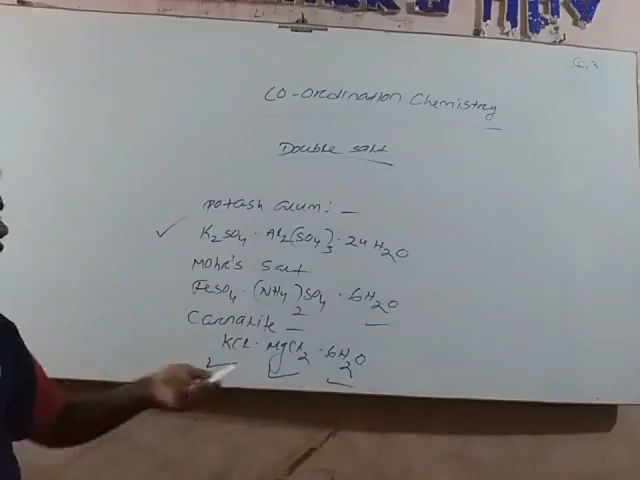 CO-Ordination Chemistry
Double salt
Potash alum: —
✓ K₂SO₄ · Al₂(SO₄)₃ · 24 H₂O
Mohr's Salt
FeSO₄ · (NH₄)₂SO₄ · 6H₂O
Carnalite —
KCl · MgCl₂ · 6H₂O